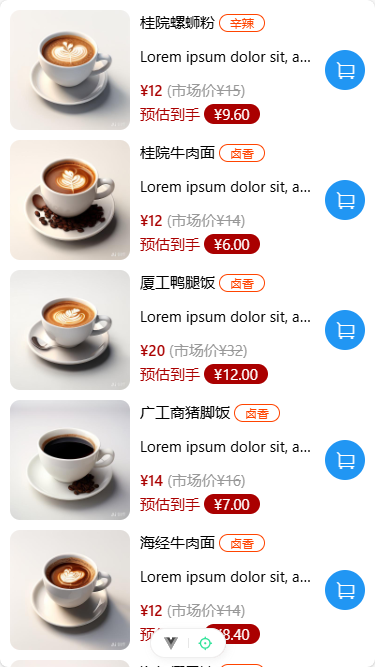 桂院螺蛳粉 辛辣
Lorem ipsum dolor sit, a...
¥12 (市场价¥15)
预估到手 ¥9.60
桂院牛肉面 卤香
Lorem ipsum dolor sit, a...
¥12 (市场价¥14)
预估到手 ¥6.00
厦工鸭腿饭 卤香
Lorem ipsum dolor sit, a...
¥20 (市场价¥32)
预估到手 ¥12.00
广工商猪脚饭 卤香
Lorem ipsum dolor sit, a...
¥14 (市场价¥16)
预估到手 ¥7.00
海经牛肉面 卤香
Lorem ipsum dolor sit, a...
¥12 (市场价¥14)
8.40